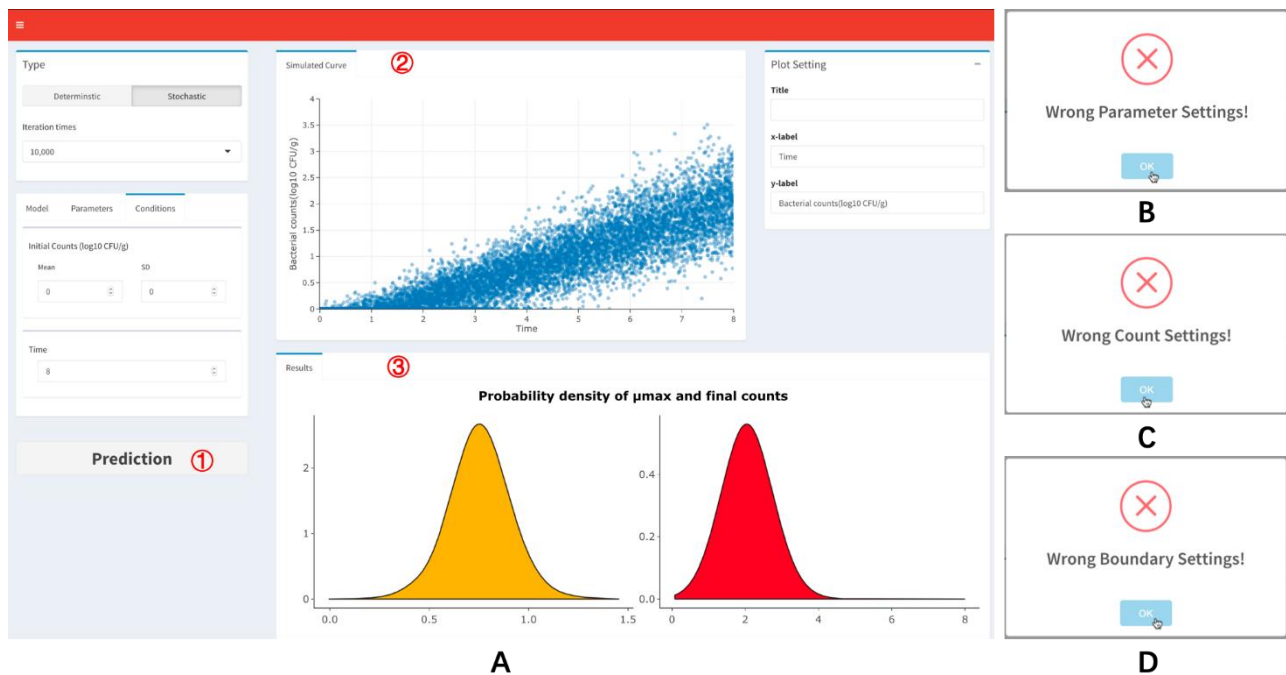 ≡
Type
Determinstic Stochastic
Iteration times
10,000
Model Parameters Conditions
Initial Counts (log10 CFU/g)
Mean SD
0 0
Time
8
Prediction ①
Simulated Curve ②
4
3.5
3
2.5
2
1.5
1
0.5
0
Bacterial counts(log10 CFU/g)
0 1 2 3 4 5 6 7 8
Time
Plot Setting −
Title
x-label
Time
y-label
Bacterial counts(log10 CFU/g)
Results ③
Probability density of μmax and final counts
2
1
0
0.0 0.5 1.0 1.5
0.4
0.2
0.0
0 2 4 6 8
A
Wrong Parameter Settings!
OK
B
Wrong Count Settings!
OK
C
Wrong Boundary Settings!
OK
D